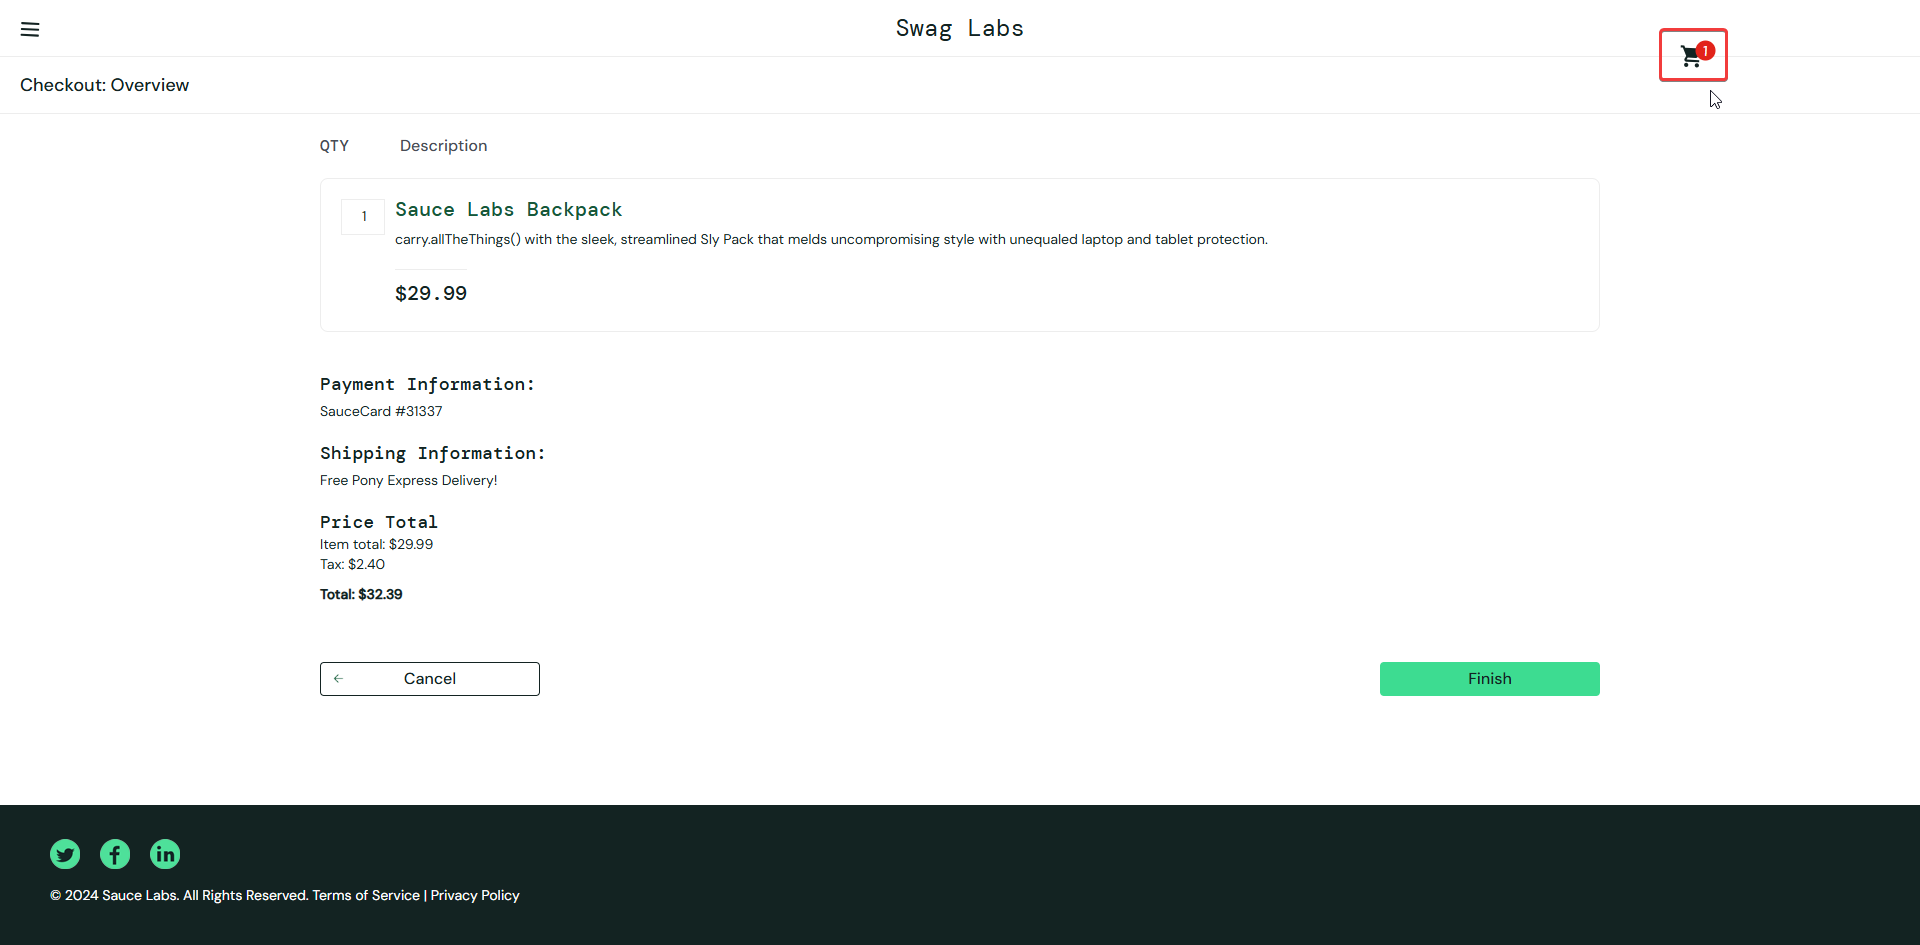 Swag Labs
1
Checkout: Overview
QTY Description
1
Sauce Labs Backpack
carry.allTheThings() with the sleek, streamlined Sly Pack that melds uncompromising style with unequaled laptop and tablet protection.
$29.99
Payment Information:
SauceCard #31337
Shipping Information:
Free Pony Express Delivery!
Price Total
Item total: $29.99
Tax: $2.40
Total: $32.39
Cancel
Finish
© 2024 Sauce Labs. All Rights Reserved. Terms of Service | Privacy Policy